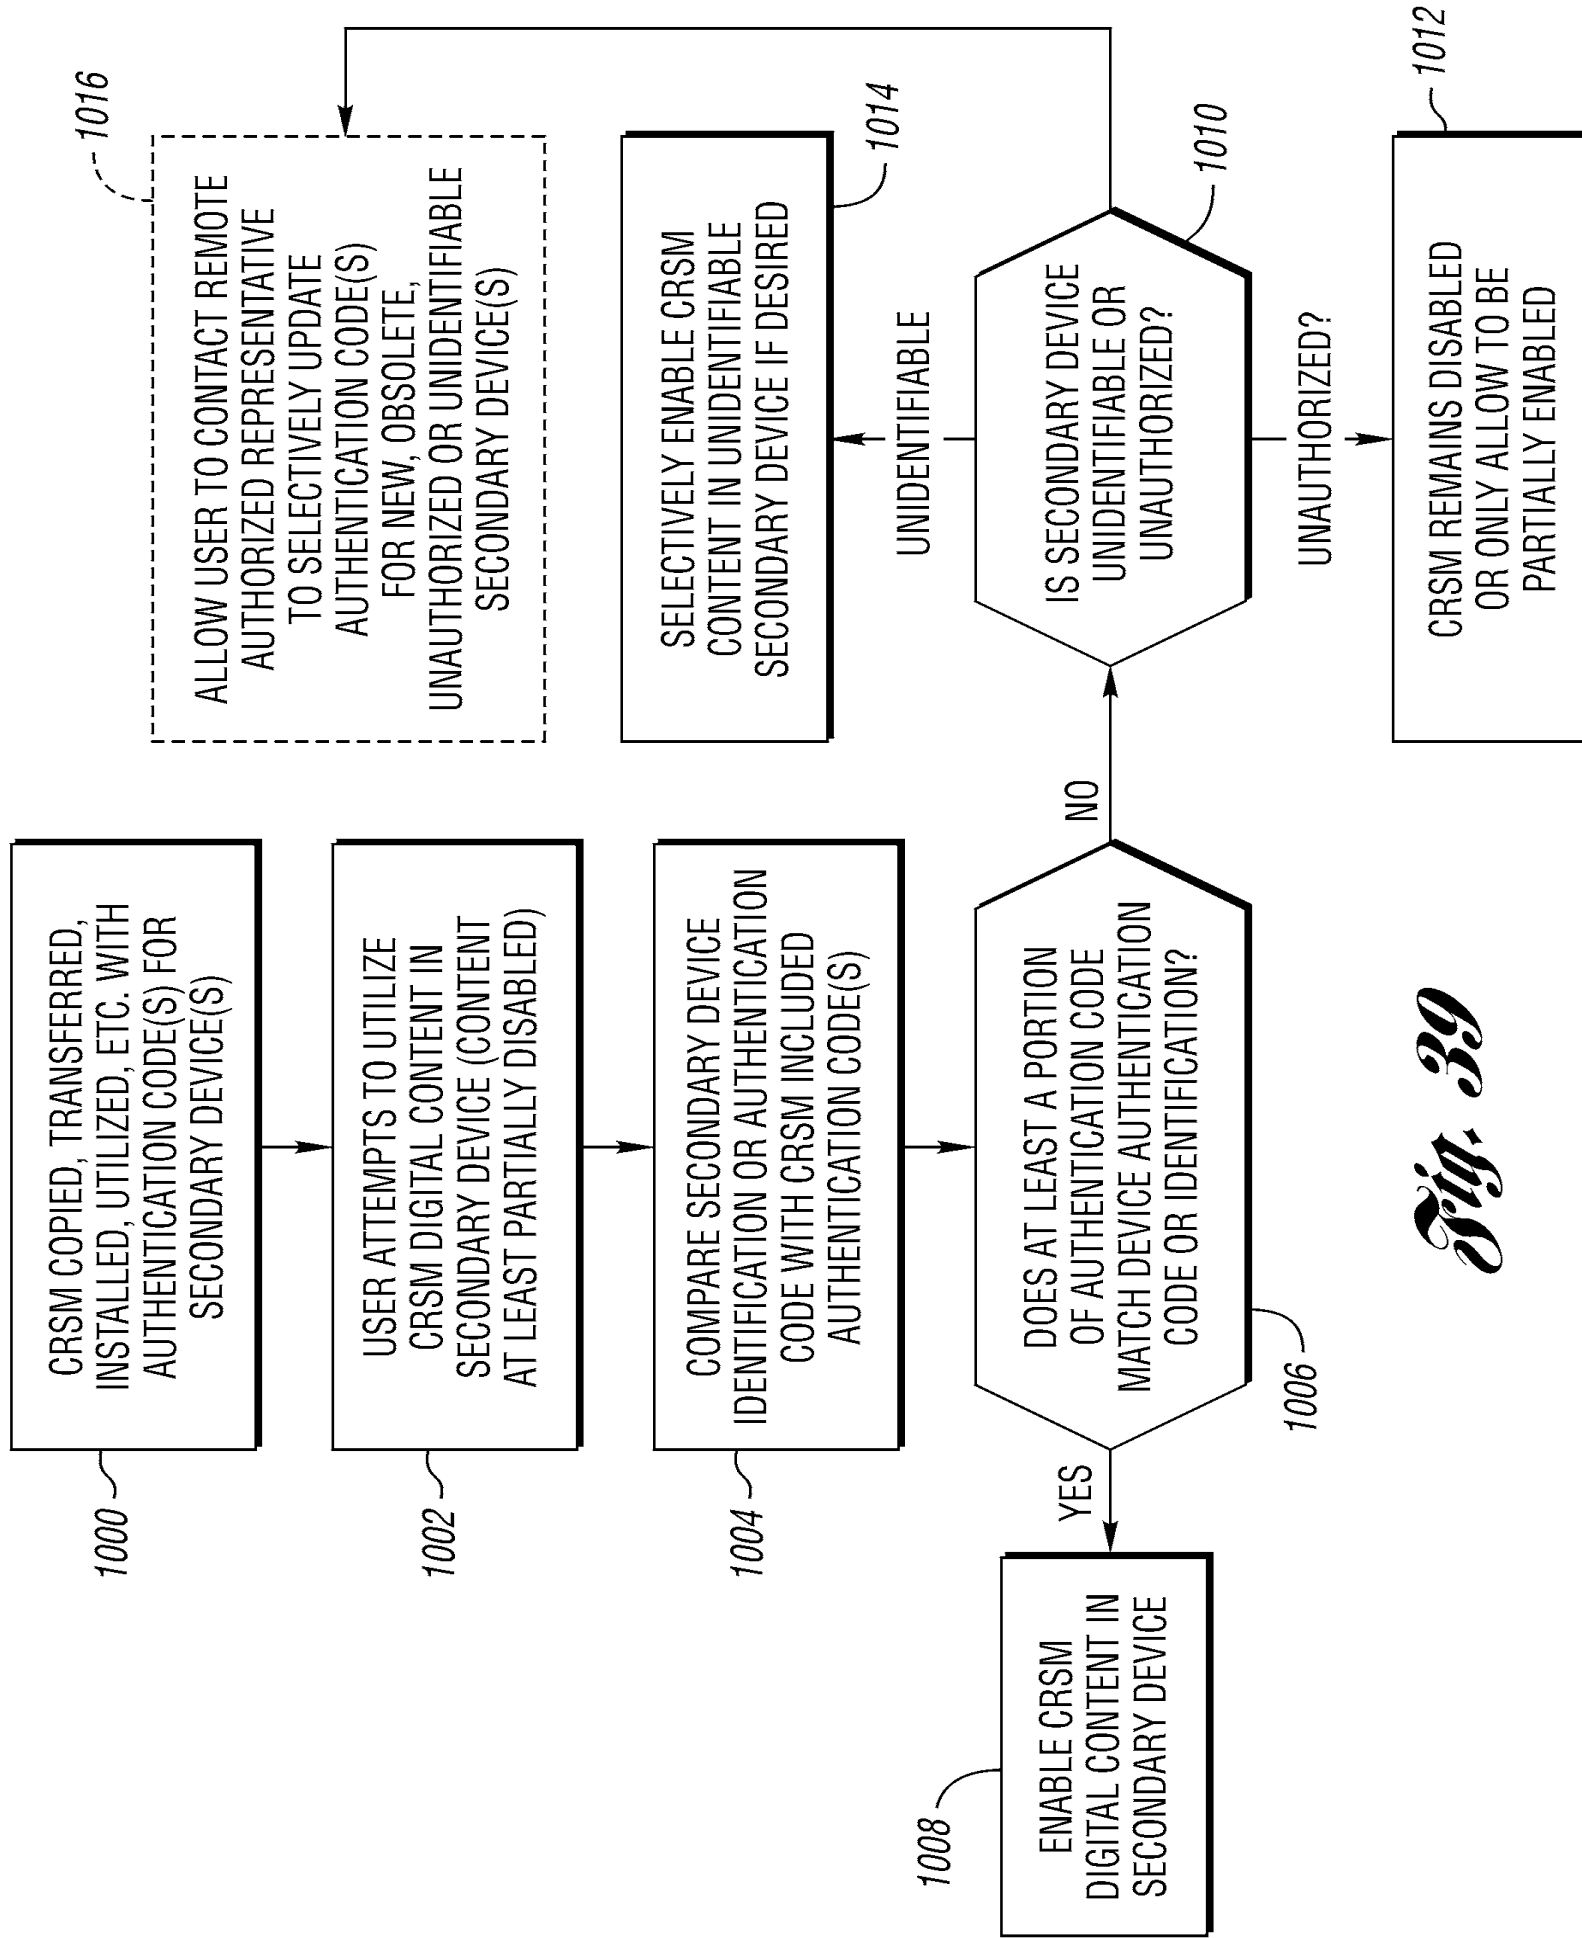 1000
CRSM COPIED, TRANSFERRED,
INSTALLED, UTILIZED, ETC. WITH
AUTHENTICATION CODE(S) FOR
SECONDARY DEVICE(S)
1002
USER ATTEMPTS TO UTILIZE
CRSM DIGITAL CONTENT IN
SECONDARY DEVICE (CONTENT
AT LEAST PARTIALLY DISABLED)
1004
COMPARE SECONDARY DEVICE
IDENTIFICATION OR AUTHENTICATION
CODE WITH CRSM INCLUDED
AUTHENTICATION CODE(S)
DOES AT LEAST A PORTION
OF AUTHENTICATION CODE
MATCH DEVICE AUTHENTICATION
CODE OR IDENTIFICATION?
1006
YES
1008
ENABLE CRSM
DIGITAL CONTENT IN
SECONDARY DEVICE
NO
IS SECONDARY DEVICE
UNIDENTIFIABLE OR
UNAUTHORIZED?
1010
UNIDENTIFIABLE
SELECTIVELY ENABLE CRSM
CONTENT IN UNIDENTIFIABLE
SECONDARY DEVICE IF DESIRED
1014
UNAUTHORIZED?
CRSM REMAINS DISABLED
OR ONLY ALLOW TO BE
PARTIALLY ENABLED
1012
1016
ALLOW USER TO CONTACT REMOTE
AUTHORIZED REPRESENTATIVE
TO SELECTIVELY UPDATE
AUTHENTICATION CODE(S)
FOR NEW, OBSOLETE,
UNAUTHORIZED OR UNIDENTIFIABLE
SECONDARY DEVICE(S)
Fig. 39